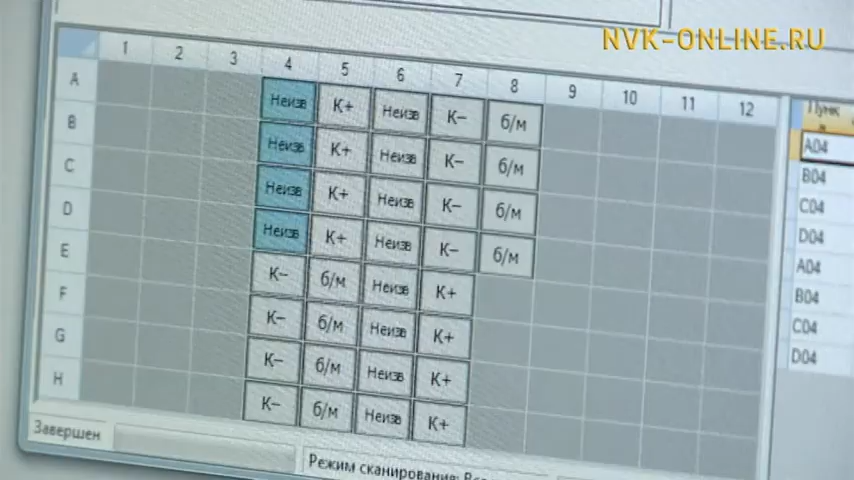 NVK-ONLINE.RU
1 2 3 4 5 6 7 8 9 10 11 12
A Неизв К+ Неизв К– б/м
B Неизв К+ Неизв К– б/м
C Неизв К+ Неизв К– б/м
D Неизв К+ Неизв К– б/м
E К– б/м Неизв К+
F К– б/м Неизв К+
G К– б/м Неизв К+
H К– б/м Неизв К+
A04
B04
C04
D04
A04
B04
C04
D04
Завершен
Режим сканирования: